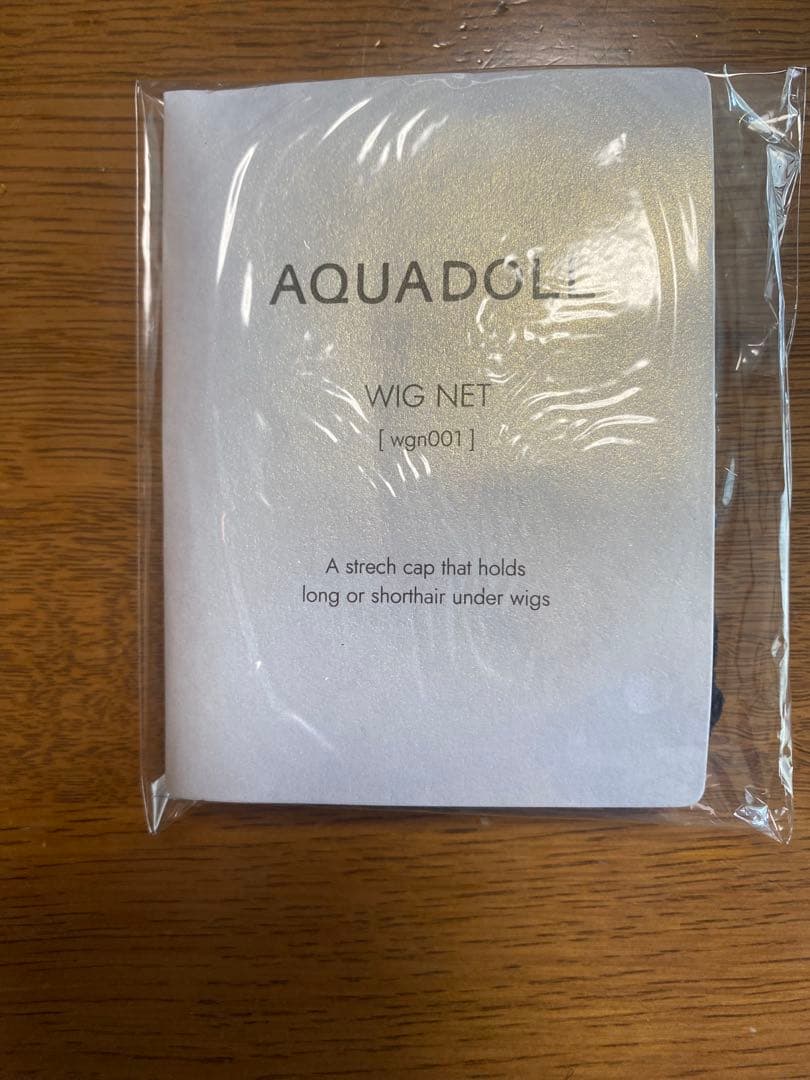 AQUADOLL
WIG NET
[ wgn001 ]
A strech cap that holds
long or shorthair under wigs